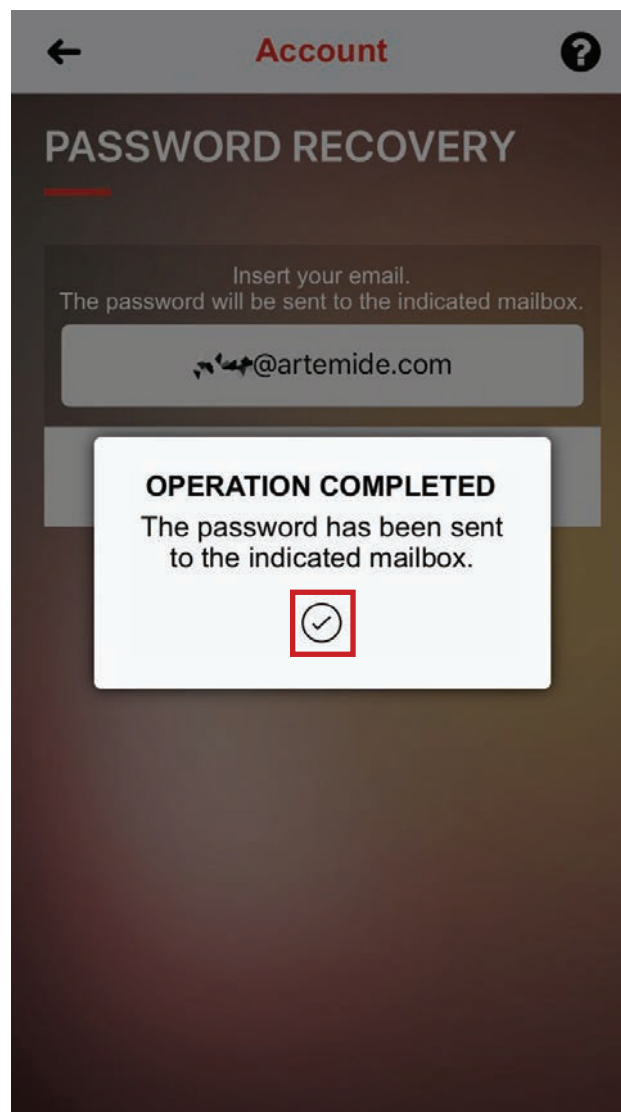 Account
PASSWORD RECOVERY
Insert your email.
The password will be sent to the indicated mailbox.
@artemide.com
OPERATION COMPLETED
The password has been sent
to the indicated mailbox.